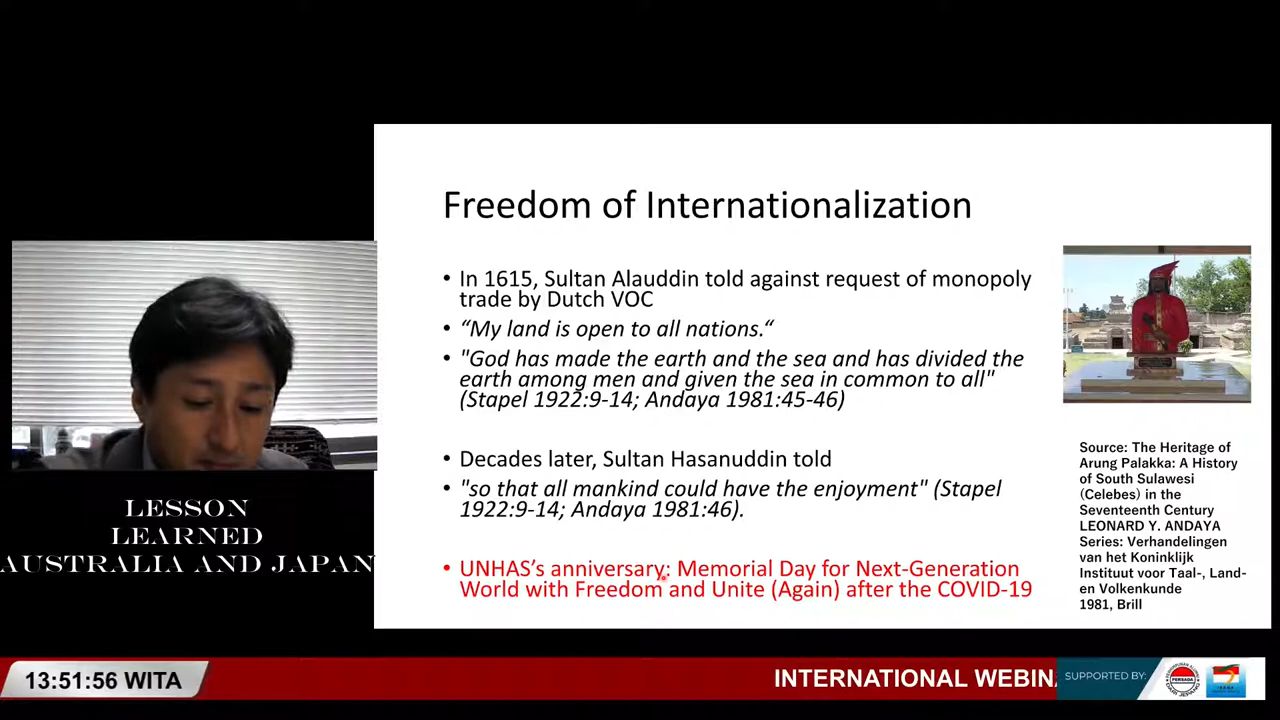 Freedom of Internationalization
• In 1615, Sultan Alauddin told against request of monopoly
trade by Dutch VOC
• “My land is open to all nations.“
• "God has made the earth and the sea and has divided the
earth among men and given the sea in common to all"
(Stapel 1922:9-14; Andaya 1981:45-46)
• Decades later, Sultan Hasanuddin told
• "so that all mankind could have the enjoyment" (Stapel
1922:9-14; Andaya 1981:46).
• UNHAS’s anniversary: Memorial Day for Next-Generation
World with Freedom and Unite (Again) after the COVID-19
Source: The Heritage of
Arung Palakka: A History
of South Sulawesi
(Celebes) in the
Seventeenth Century
LEONARD Y. ANDAYA
Series: Verhandelingen
van het Koninklijk
Instituut voor Taal-, Land-
en Volkenkunde
1981, Brill
LESSON
LEARNED
AUSTRALIA AND JAPAN
13:51:56 WITA
INTERNATIONAL WEBINA
SUPPORTED BY:
PERSADA